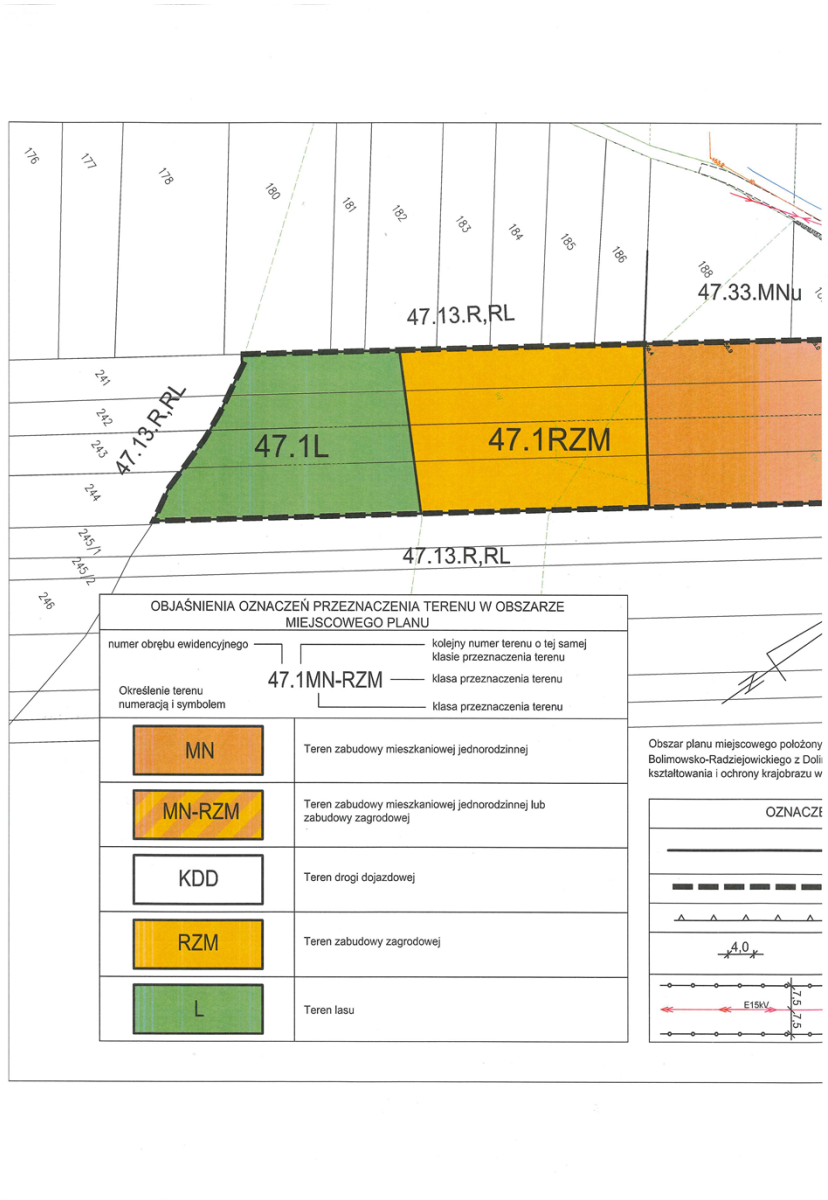 176
177
178
180
181
182
183
184
185
186
188
47.33.MNu
47.13.R,RL
241
242
243
244
47.13.R,RL
47.1L
47.1RZM
245/1
245/2
246
47.13.R,RL
OBJAŚNIENIA OZNACZEŃ PRZEZNACZENIA TERENU W OBSZARZE
MIEJSCOWEGO PLANU
numer obrębu ewidencyjnego
kolejny numer terenu o tej samej
klasie przeznaczenia terenu
47.1MN-RZM
klasa przeznaczenia terenu
Określenie terenu
numeracją i symbolem
klasa przeznaczenia terenu
MN
Teren zabudowy mieszkaniowej jednorodzinnej
MN-RZM
Teren zabudowy mieszkaniowej jednorodzinnej lub
zabudowy zagrodowej
KDD
Teren drogi dojazdowej
RZM
Teren zabudowy zagrodowej
L
Teren lasu
Obszar planu miejscowego położony
Bolimowsko-Radziejowickiego z Doli
kształtowania i ochrony krajobrazu w
OZNACZE
4,0
E15kV
7,5
7,5